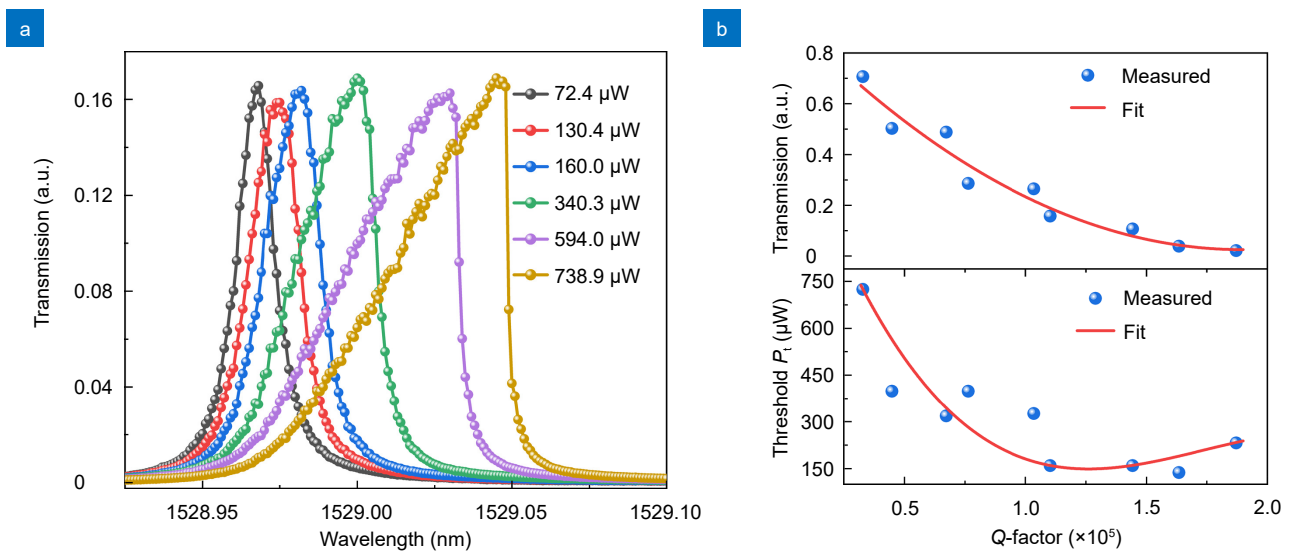 a
Transmission (a.u.)
0.16
0.12
0.08
0.04
0
72.4 µW
130.4 µW
160.0 µW
340.3 µW
594.0 µW
738.9 µW
1528.95 1529.00 1529.05 1529.10
Wavelength (nm)
b
Transmission (a.u.)
0.8
0.6
0.4
0.2
0
Measured
Fit
Threshold Pt (µW)
750
600
450
300
150
Measured
Fit
0.5 1.0 1.5 2.0
Q-factor (×10⁵)